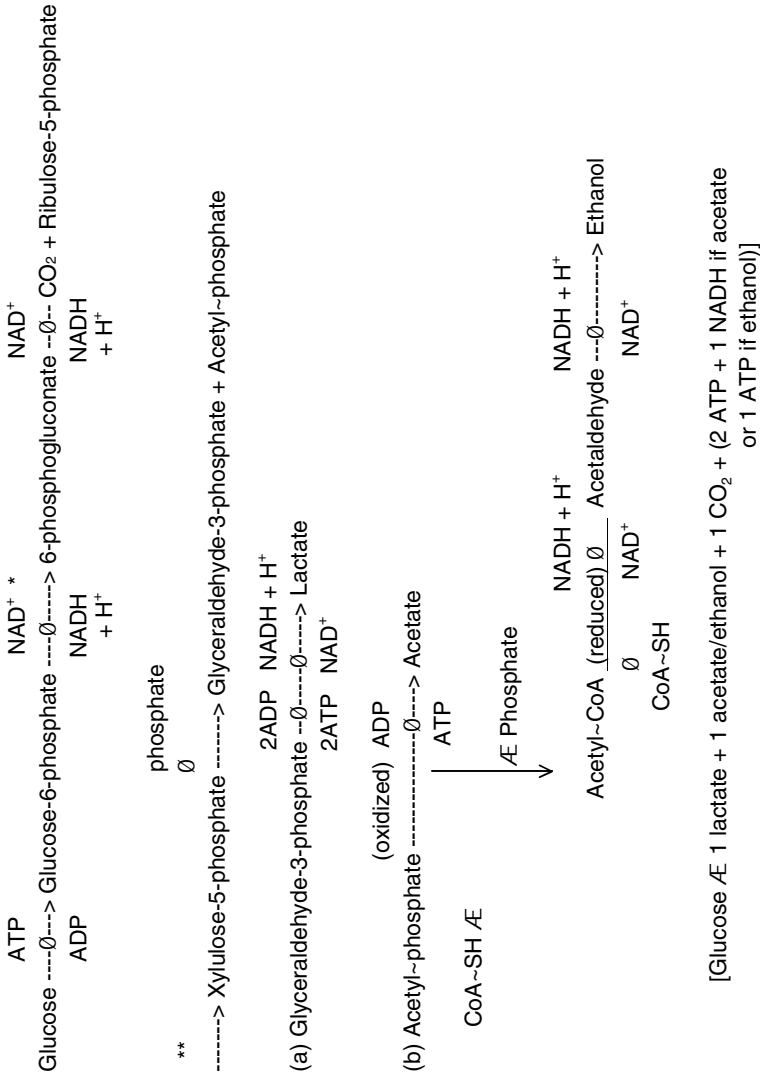 ATP NAD⁺ * NAD⁺
Glucose ----Ø---> Glucose-6-phosphate ----Ø-----> 6-phosphogluconate --Ø-- CO₂ + Ribulose-5-phosphate
ADP NADH NADH
+ H⁺ + H⁺
phosphate
** Ø
-------> Xylulose-5-phosphate -------> Glyceraldehyde-3-phosphate + Acetyl~phosphate
2ADP NADH + H⁺
(a) Glyceraldehyde-3-phosphate --Ø-----Ø-----> Lactate
2ATP NAD⁺
(oxidized) ADP
(b) Acetyl~phosphate -----------------Ø----> Acetate
ATP
CoA~SH Æ
Æ Phosphate
NADH + H⁺ NADH + H⁺
Acetyl~CoA (reduced) Ø Acetaldehyde ---Ø----------> Ethanol
Ø NAD⁺ NAD⁺
CoA~SH
[Glucose Æ 1 lactate + 1 acetate/ethanol + 1 CO₂ + (2 ATP + 1 NADH if acetate
or 1 ATP if ethanol)]